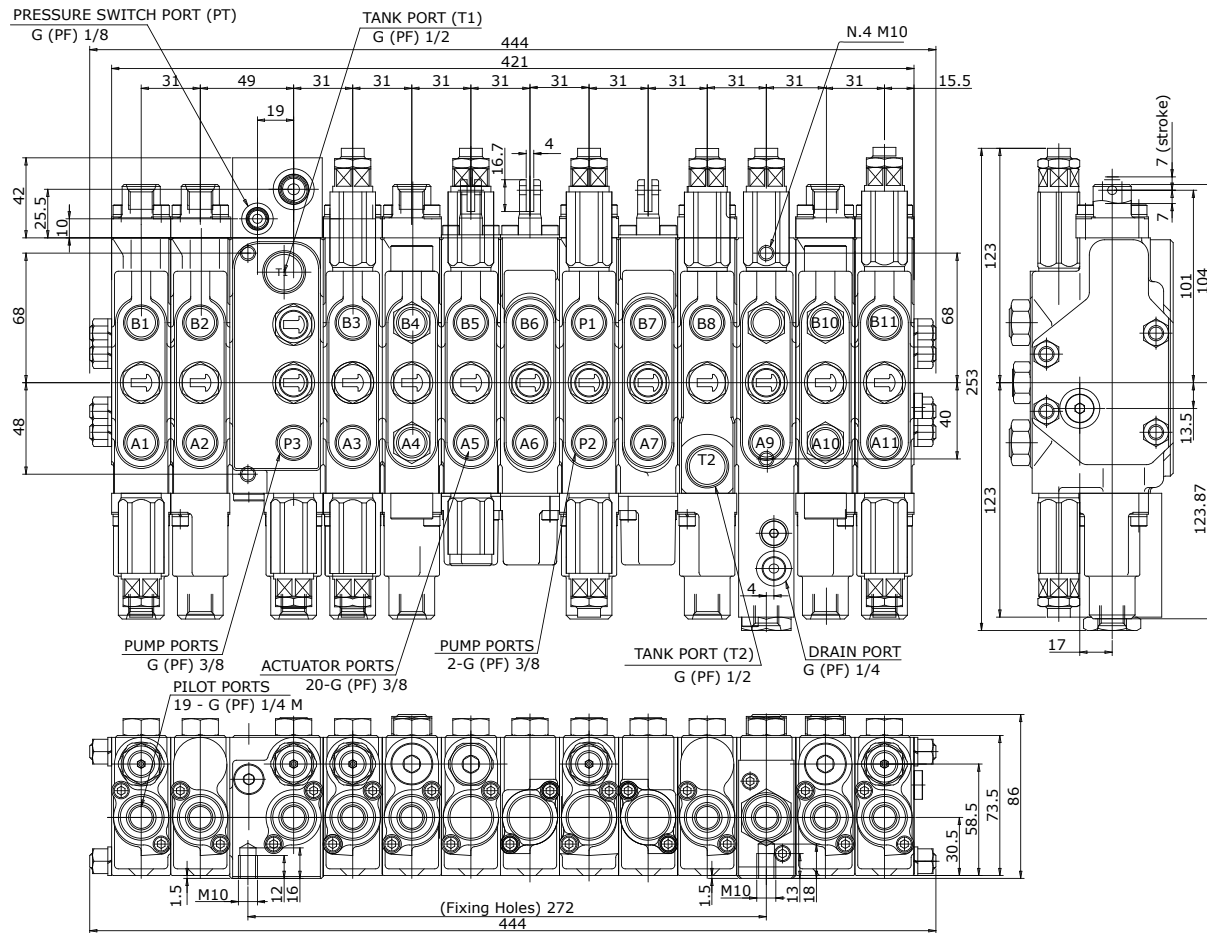 PRESSURE SWITCH PORT (PT)
G (PF) 1/8
TANK PORT (T1)
G (PF) 1/2
N.4 M10
444
421
31
49
31
31
31
31
31
31
31
31
31
15.5
19
4
16.7
7 (stroke)
42
25.5
10
7
T1
123
101
104
68
68
B1
B2
B3
B4
B5
B6
P1
B7
B8
B10
B11
253
48
40
13.5
A1
A2
P3
A3
A4
A5
A6
P2
A7
T2
A9
A10
A11
123
123.87
4
17
PUMP PORTS
G (PF) 3/8
ACTUATOR PORTS
20-G (PF) 3/8
PUMP PORTS
2-G (PF) 3/8
TANK PORT (T2)
G (PF) 1/2
DRAIN PORT
G (PF) 1/4
PILOT PORTS
19 - G (PF) 1/4 M
30.5
58.5
73.5
86
1.5
M10
12
16
1.5
M10
13
18
(Fixing Holes) 272
444